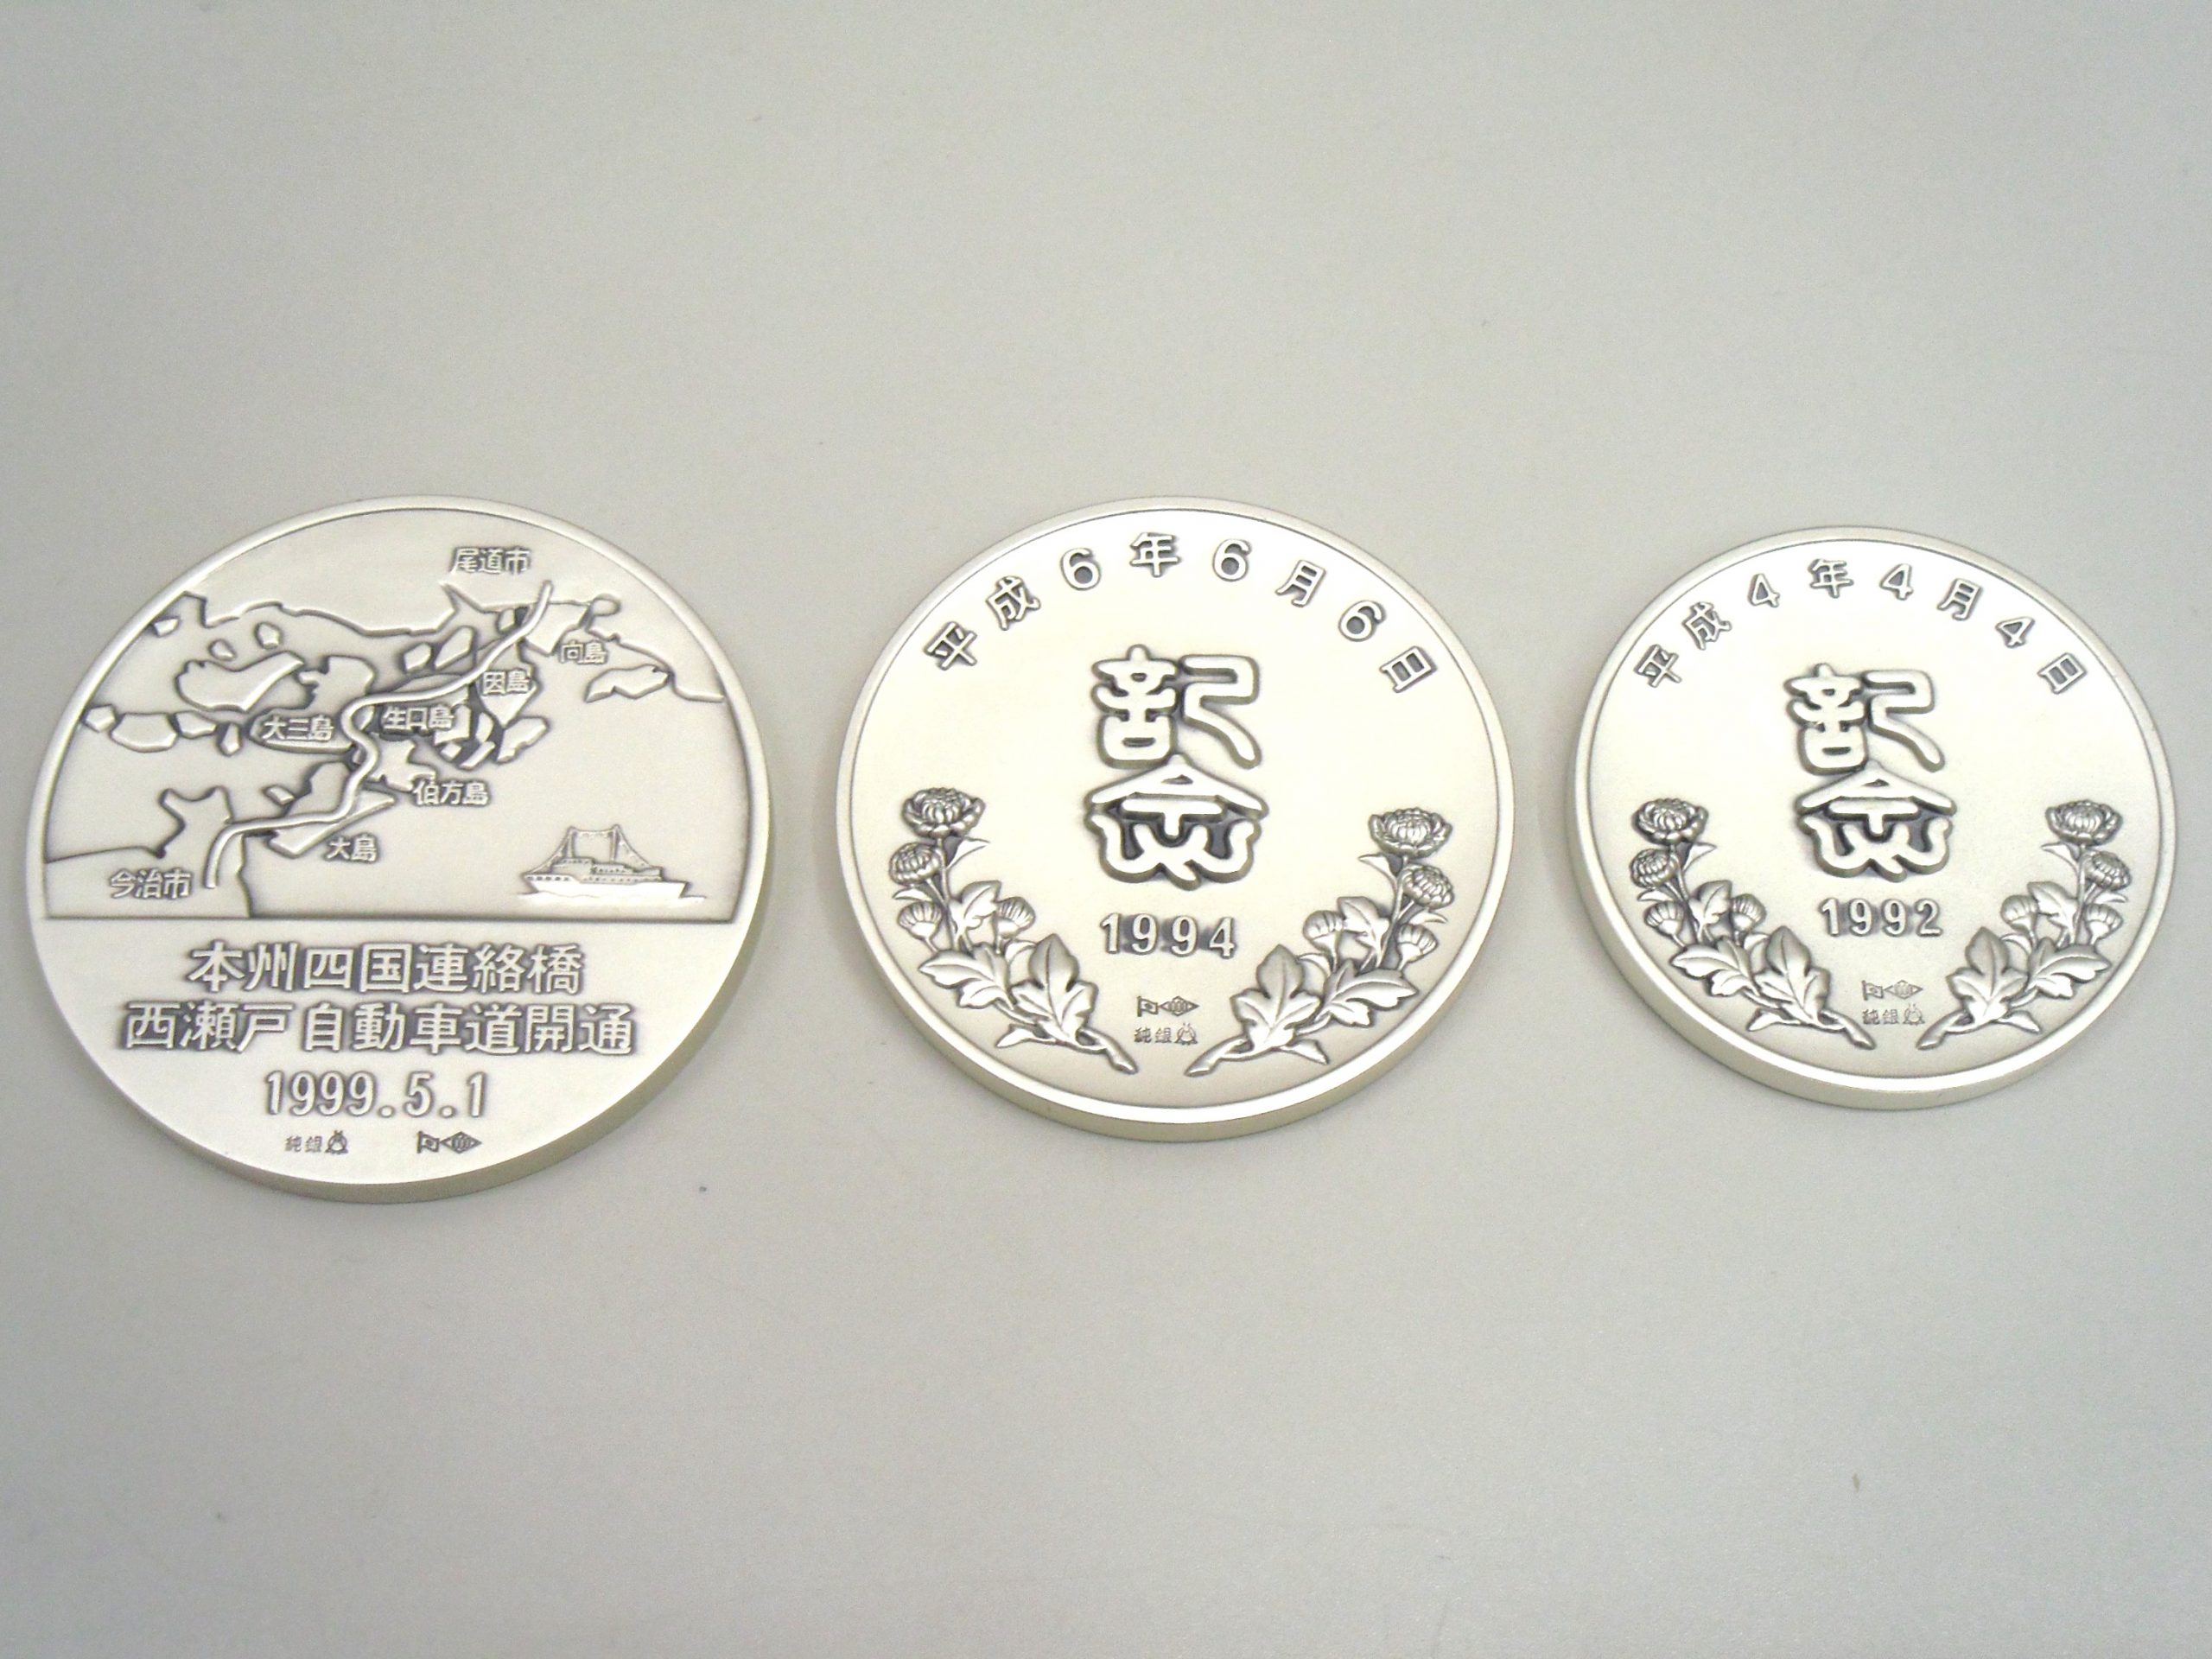 尾道市
向島
因島
生口島
大三島
伯方島
大島
今治市
本州四国連絡橋
西瀬戸自動車道開通
1999.5.1
純銀
平成6年6月6日
記念
1994
純銀
平成4年4月4日
記念
1992
純銀